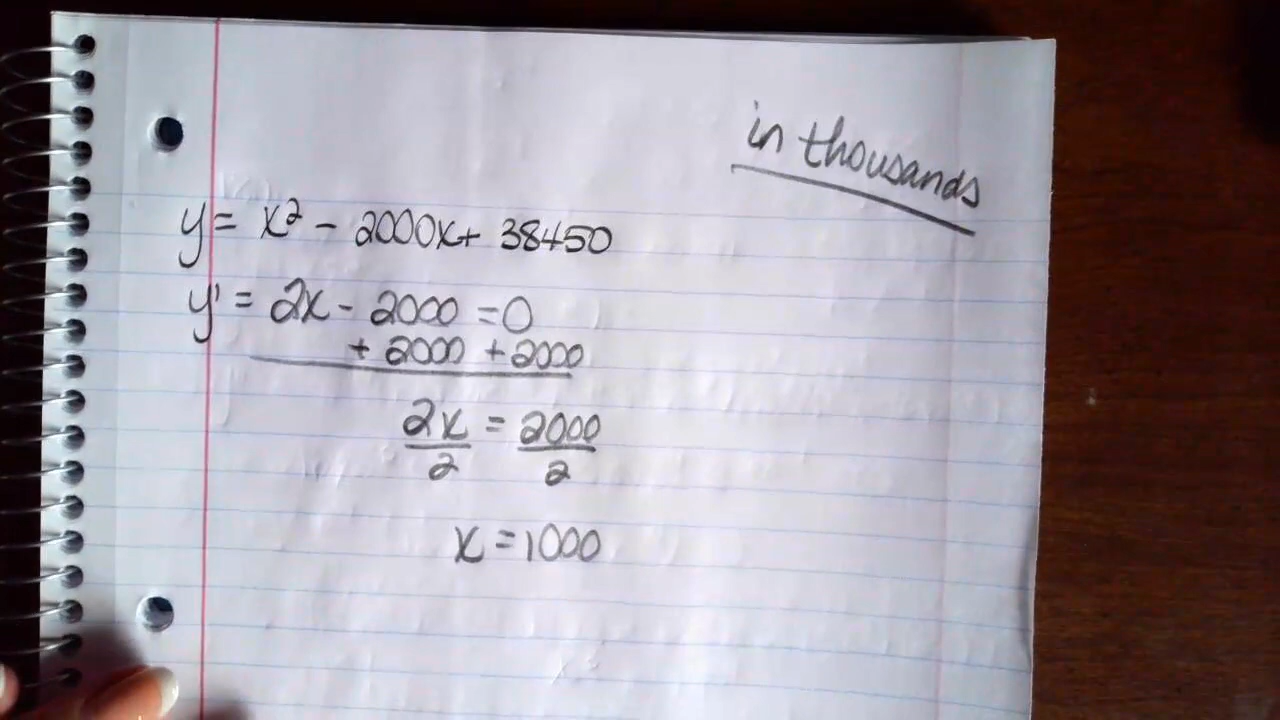 in thousands
y = x² - 2000x + 38450
y' = 2x - 2000 = 0
+ 2000 + 2000
2x = 2000
2 2
x = 1000